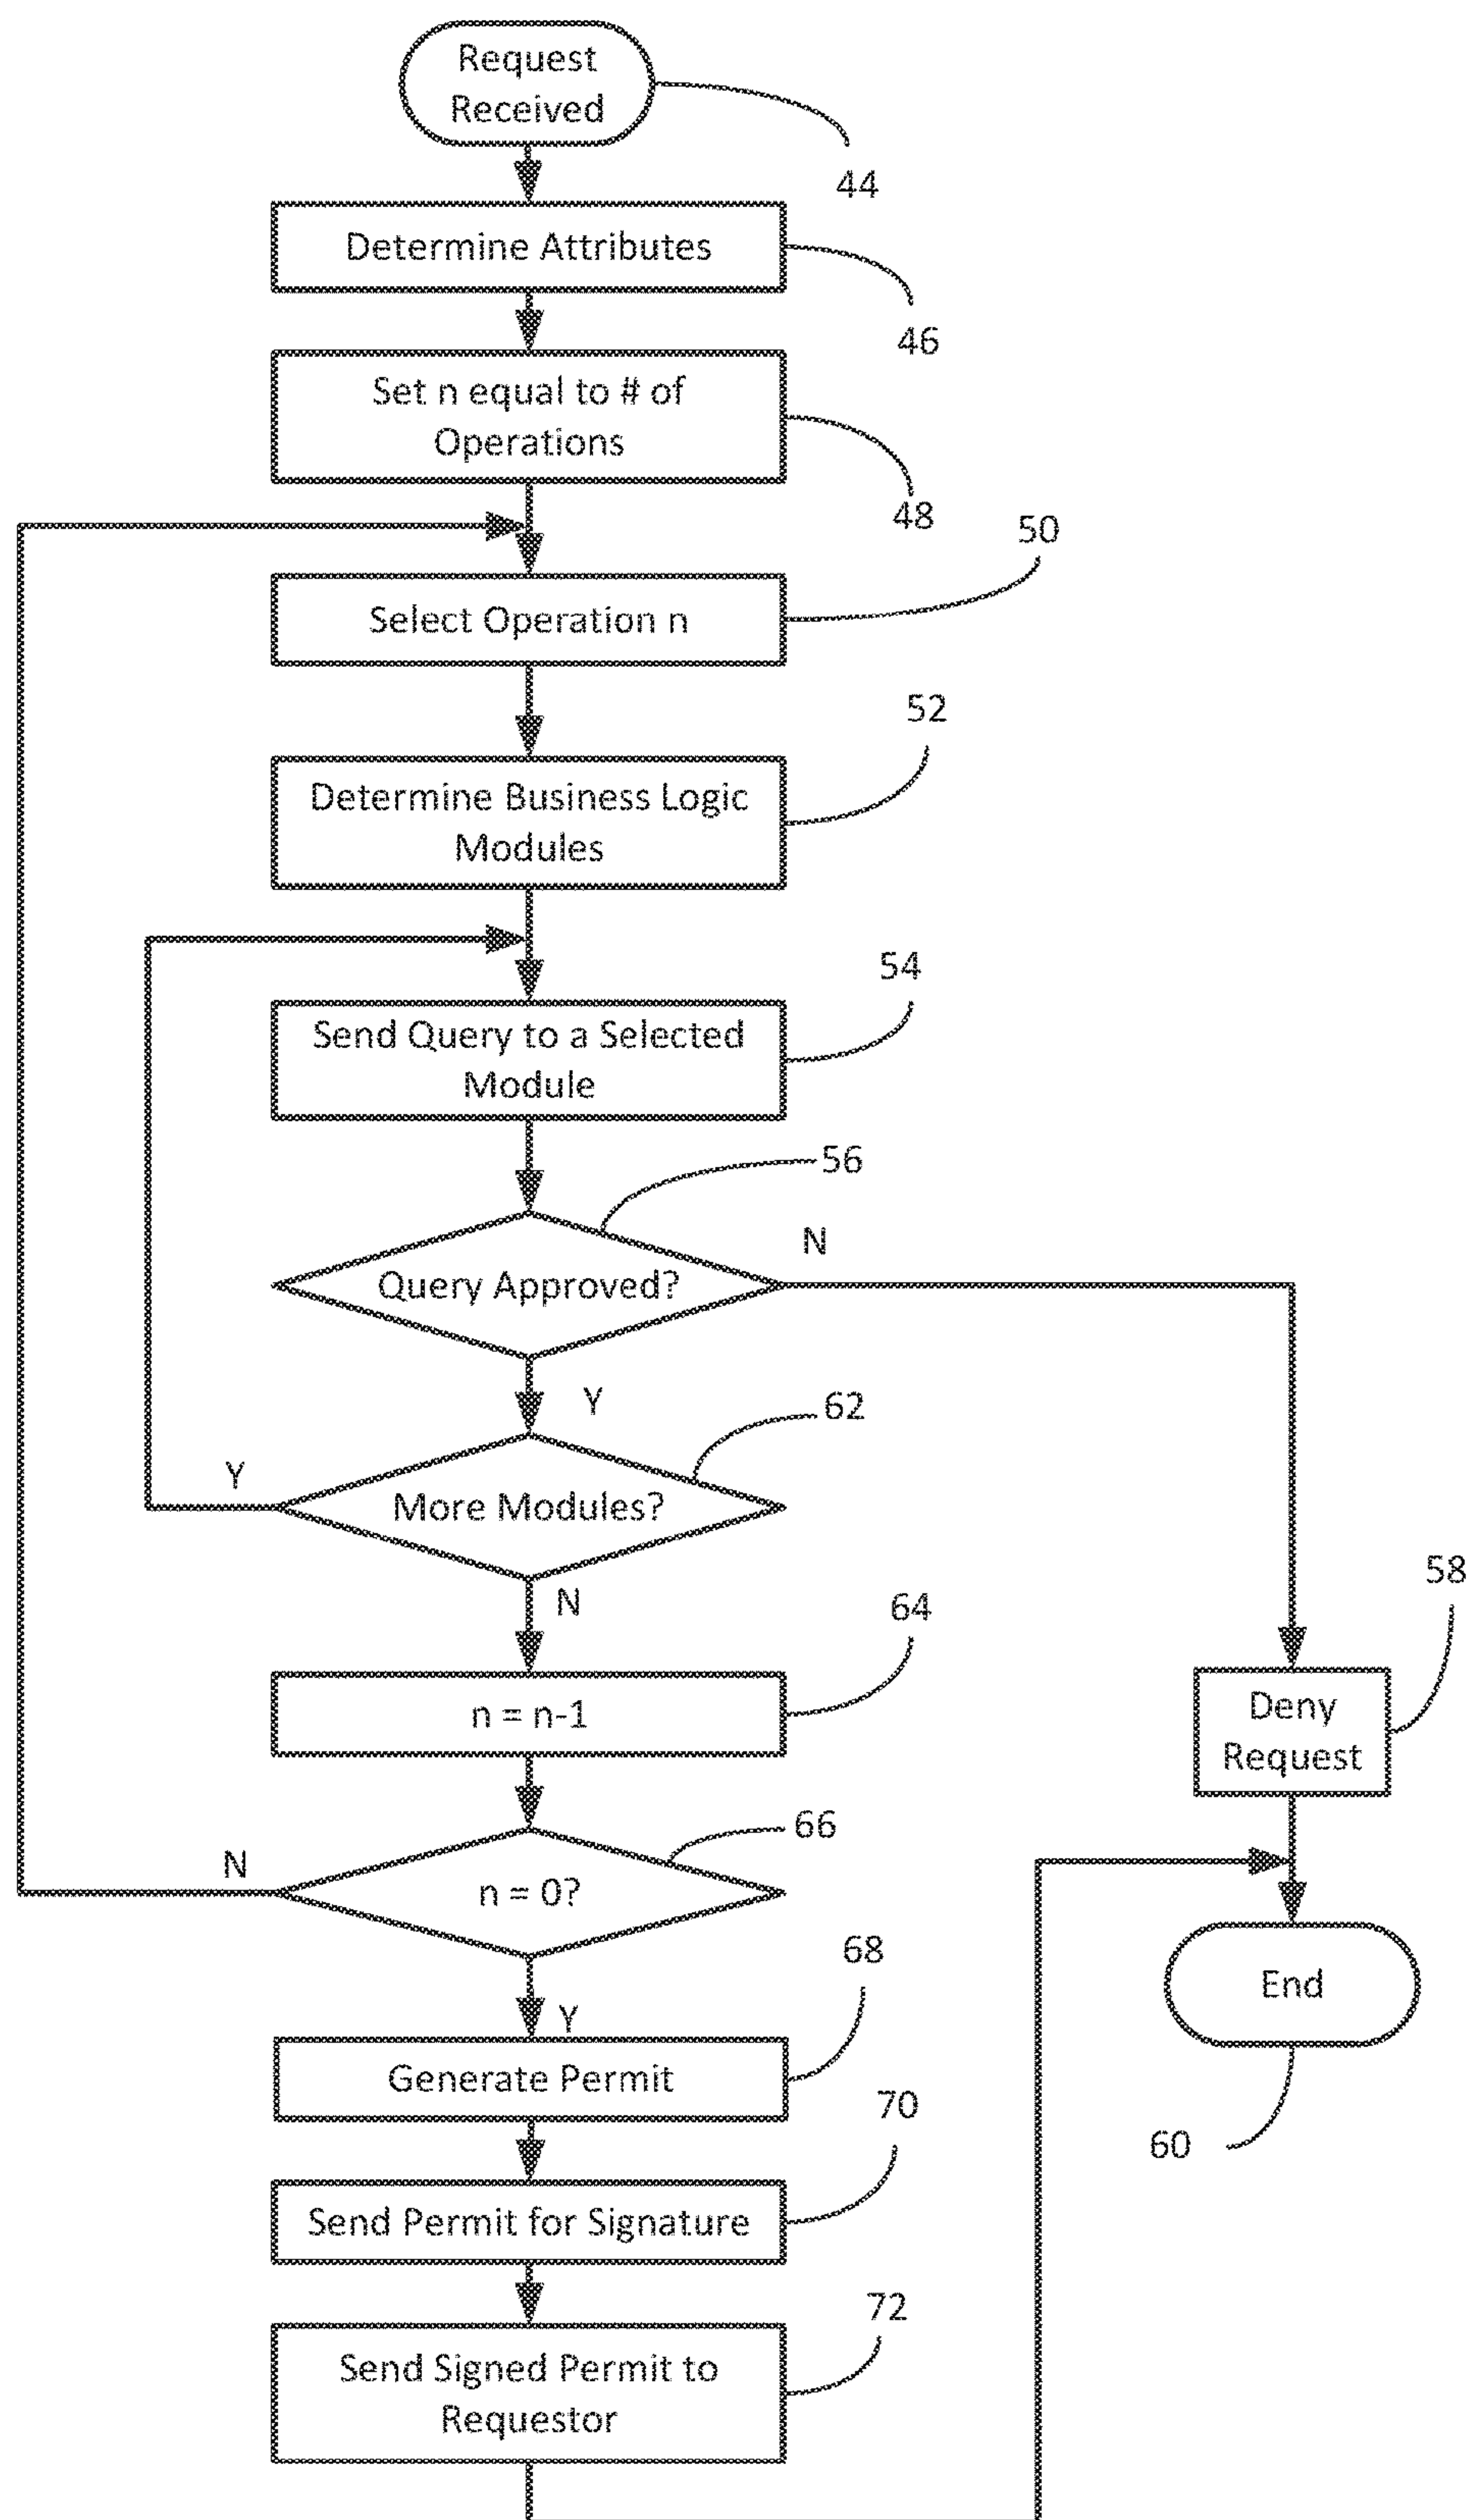 Request
Received
44
Determine Attributes
46
Set n equal to # of
Operations
48
50
Select Operation n
52
Determine Business Logic
Modules
54
Send Query to a Selected
Module
56
N
Query Approved?
Y
62
Y
More Modules?
N
58
64
n = n-1
Deny
Request
66
N
n = 0?
68
End
Y
Generate Permit
70
60
Send Permit for Signature
72
Send Signed Permit to
Requestor